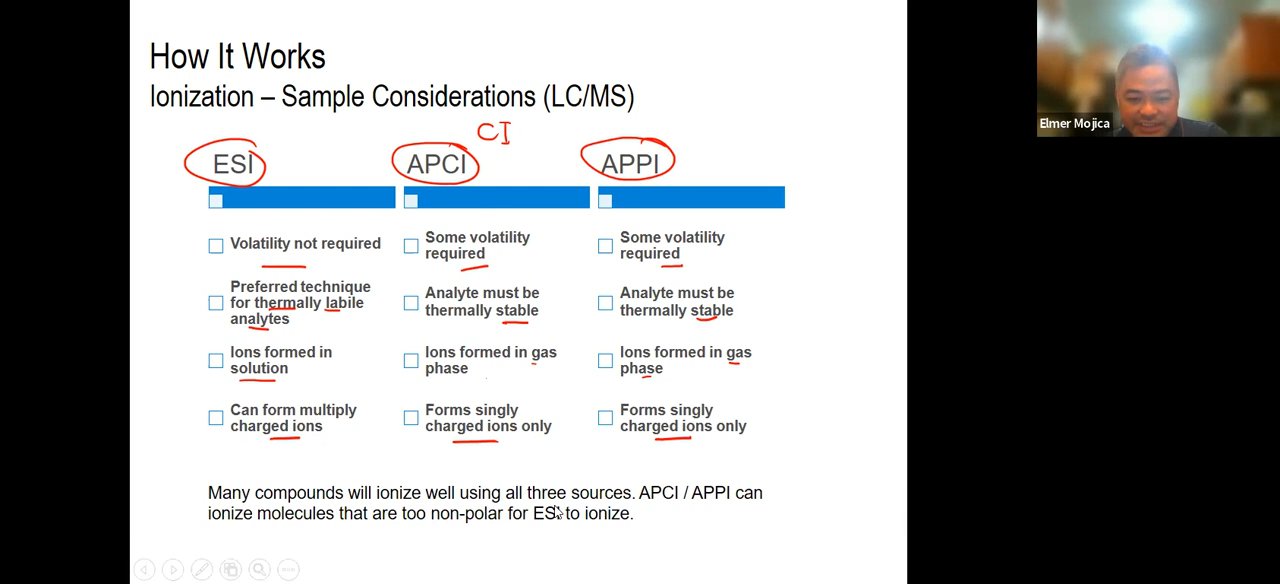 How It Works
Ionization – Sample Considerations (LC/MS)
CI
ESI
APCI
APPI
Volatility not required
Preferred technique
for thermally labile
analytes
Ions formed in
solution
Can form multiply
charged ions
Some volatility
required
Analyte must be
thermally stable
Ions formed in gas
phase
Forms singly
charged ions only
Some volatility
required
Analyte must be
thermally stable
Ions formed in gas
phase
Forms singly
charged ions only
Many compounds will ionize well using all three sources. APCI / APPI can
ionize molecules that are too non-polar for ESI to ionize.
Elmer Mojica